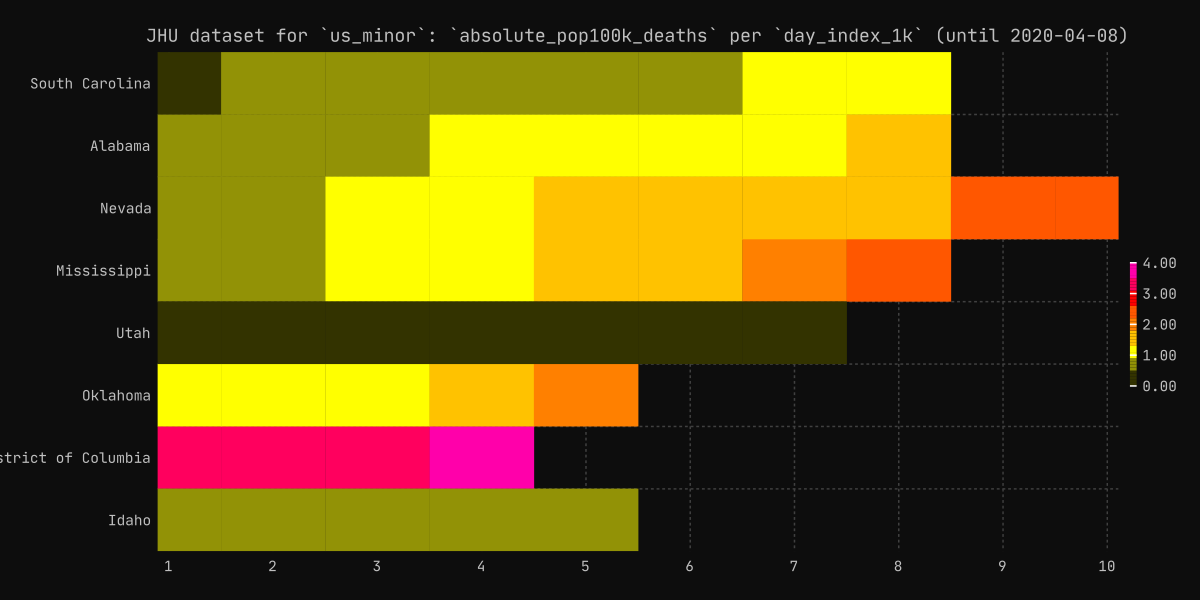 JHU dataset for `us_minor`: `absolute_pop100k_deaths` per `day_index_1k` (until 2020-04-08)
South Carolina
Alabama
Nevada
Mississippi
Utah
Oklahoma
strict of Columbia
Idaho
1 2 3 4 5 6 7 8 9 10
4.00
3.00
2.00
1.00
0.00